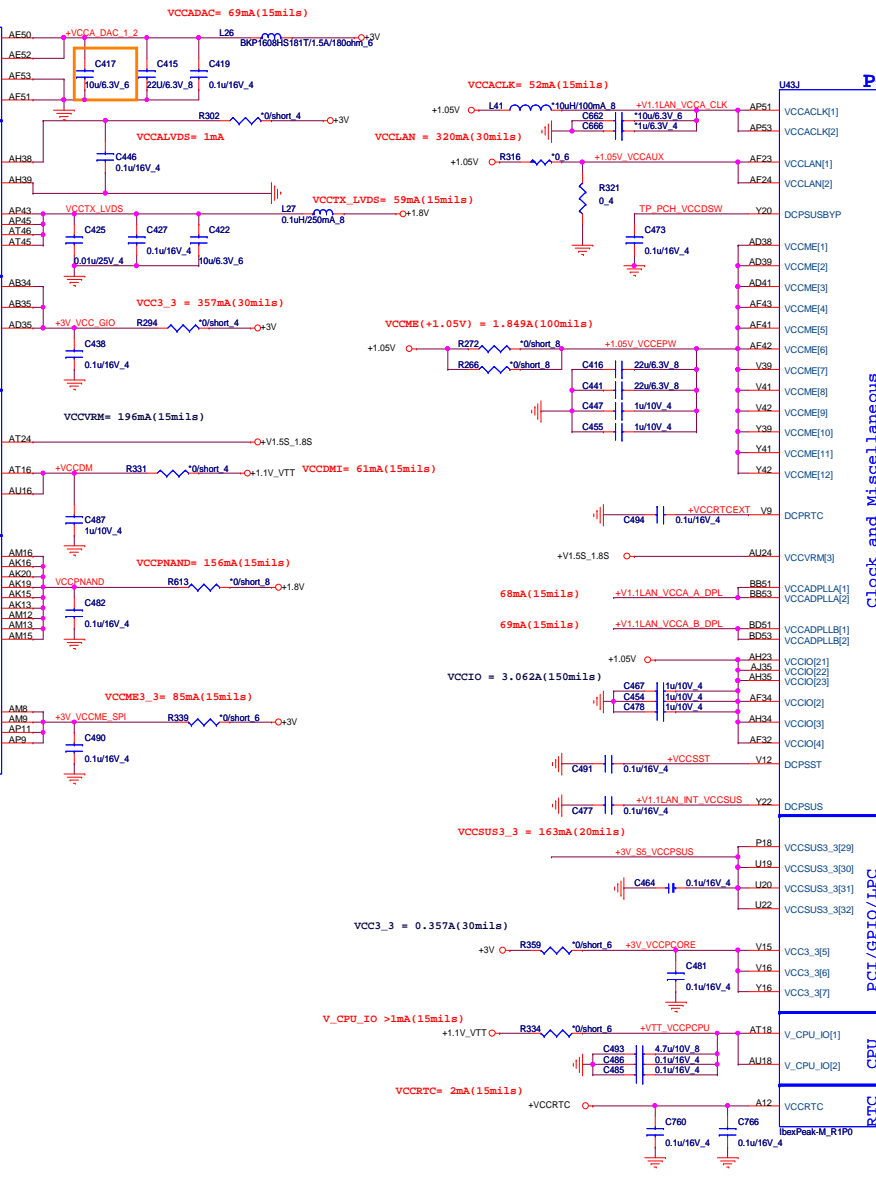 VCCADAC= 69mA(15mils)
AE50
+VCCA_DAC_1_2
L26
+3V
BKP1608HS181T/1.5A/180ohm_6
AE52
C417
C415
C419
AF53
10u/6.3V_6
22U/6.3V_8
0.1u/16V_4
AF51
R302
*0/short_4
+3V
VCCALVDS= 1mA
AH38
C446
0.1u/16V_4
AH39
VCCTX_LVDS= 59mA(15mils)
AP43
VCCTX_LVDS
L27
+1.8V
0.1uH/250mA_8
AP45
AT46
AT45
C425
C427
C422
0.1u/16V_4
0.01u/25V_4
10u/6.3V_6
AB34
VCC3_3 = 357mA(30mils)
AB35
AD35
+3V_VCC_GIO
R294
*0/short_4
+3V
C438
0.1u/16V_4
VCCVRM= 196mA(15mils)
AT24
+V1.5S_1.8S
AT16
+VCCDM
R331
*0/short_4
+1.1V_VTT
VCCDMI= 61mA(15mils)
AU16
C487
1u/10V_4
AM16
AK16
AK20
AK19
AK15
AK13
AM12
AM13
AM15
VCCPNAND= 156mA(15mils)
VCCPNAND
R613
*0/short_8
+1.8V
C482
0.1u/16V_4
VCCME3_3= 85mA(15mils)
AM8
AM9
AP11
AP9
+3V_VCCME_SPI
R339
*0/short_6
+3V
C490
0.1u/16V_4
P
U43J
VCCACLK= 52mA(15mils)
+1.05V
L41
*10uH/100mA_8
+V1.1LAN_VCCA_CLK
AP51
VCCACLK[1]
C662
*10u/6.3V_6
C666
*1u/6.3V_4
AP53
VCCACLK[2]
VCCLAN = 320mA(30mils)
+1.05V
R316
*0_6
+1.05V_VCCAUX
AF23
VCCLAN[1]
AF24
VCCLAN[2]
R321
0_4
TP_PCH_VCCDSW
Y20
DCPSUSBYP
C473
0.1u/16V_4
AD38
VCCME[1]
AD39
VCCME[2]
AD41
VCCME[3]
AF43
VCCME[4]
AF41
VCCME[5]
VCCME(+1.05V) = 1.849A(100mils)
+1.05V
R272
*0/short_8
+1.05V_VCCEPW
AF42
VCCME[6]
R266
*0/short_8
C416
22u/6.3V_8
V39
VCCME[7]
C441
22u/6.3V_8
V41
VCCME[8]
C447
1u/10V_4
V42
VCCME[9]
C455
1u/10V_4
Y39
VCCME[10]
Y41
VCCME[11]
Y42
VCCME[12]
Clock and Miscellaneous
+VCCRTCEXT
V9
DCPRTC
C494
0.1u/16V_4
+V1.5S_1.8S
AU24
VCCVRM[3]
68mA(15mils)
+V1.1LAN_VCCA_A_DPL
BB51
VCCADPLLA[1]
BB53
VCCADPLLA[2]
69mA(15mils)
+V1.1LAN_VCCA_B_DPL
BD51
VCCADPLLB[1]
BD53
VCCADPLLB[2]
+1.05V
AH23
VCCIO[21]
AJ35
VCCIO[22]
AH35
VCCIO[23]
VCCIO = 3.062A(150mils)
C467
1u/10V_4
C454
1u/10V_4
C478
1u/10V_4
AF34
VCCIO[2]
AH34
VCCIO[3]
AF32
VCCIO[4]
+VCCSST
V12
DCPSST
C491
0.1u/16V_4
+V1.1LAN_INT_VCCSUS
Y22
DCPSUS
C477
0.1u/16V_4
VCCSUS3_3 = 163mA(20mils)
P18
VCCSUS3_3[29]
+3V_S5_VCCPSUS
U19
VCCSUS3_3[30]
C464
0.1u/16V_4
U20
VCCSUS3_3[31]
U22
VCCSUS3_3[32]
PCI/GPIO/LPC
VCC3_3 = 0.357A(30mils)
+3V
R359
*0/short_6
+3V_VCCPCORE
V15
VCC3_3[5]
C481
0.1u/16V_4
V16
VCC3_3[6]
Y16
VCC3_3[7]
V_CPU_IO >1mA(15mils)
+1.1V_VTT
R334
*0/short_6
+VTT_VCCPCPU
AT18
V_CPU_IO[1]
C493
4.7u/10V_8
C486
0.1u/16V_4
C485
0.1u/16V_4
AU18
V_CPU_IO[2]
CPU
VCCRTC= 2mA(15mils)
+VCCRTC
A12
VCCRTC
RTC
C760
0.1u/16V_4
C766
0.1u/16V_4
IbexPeak-M_R1P0